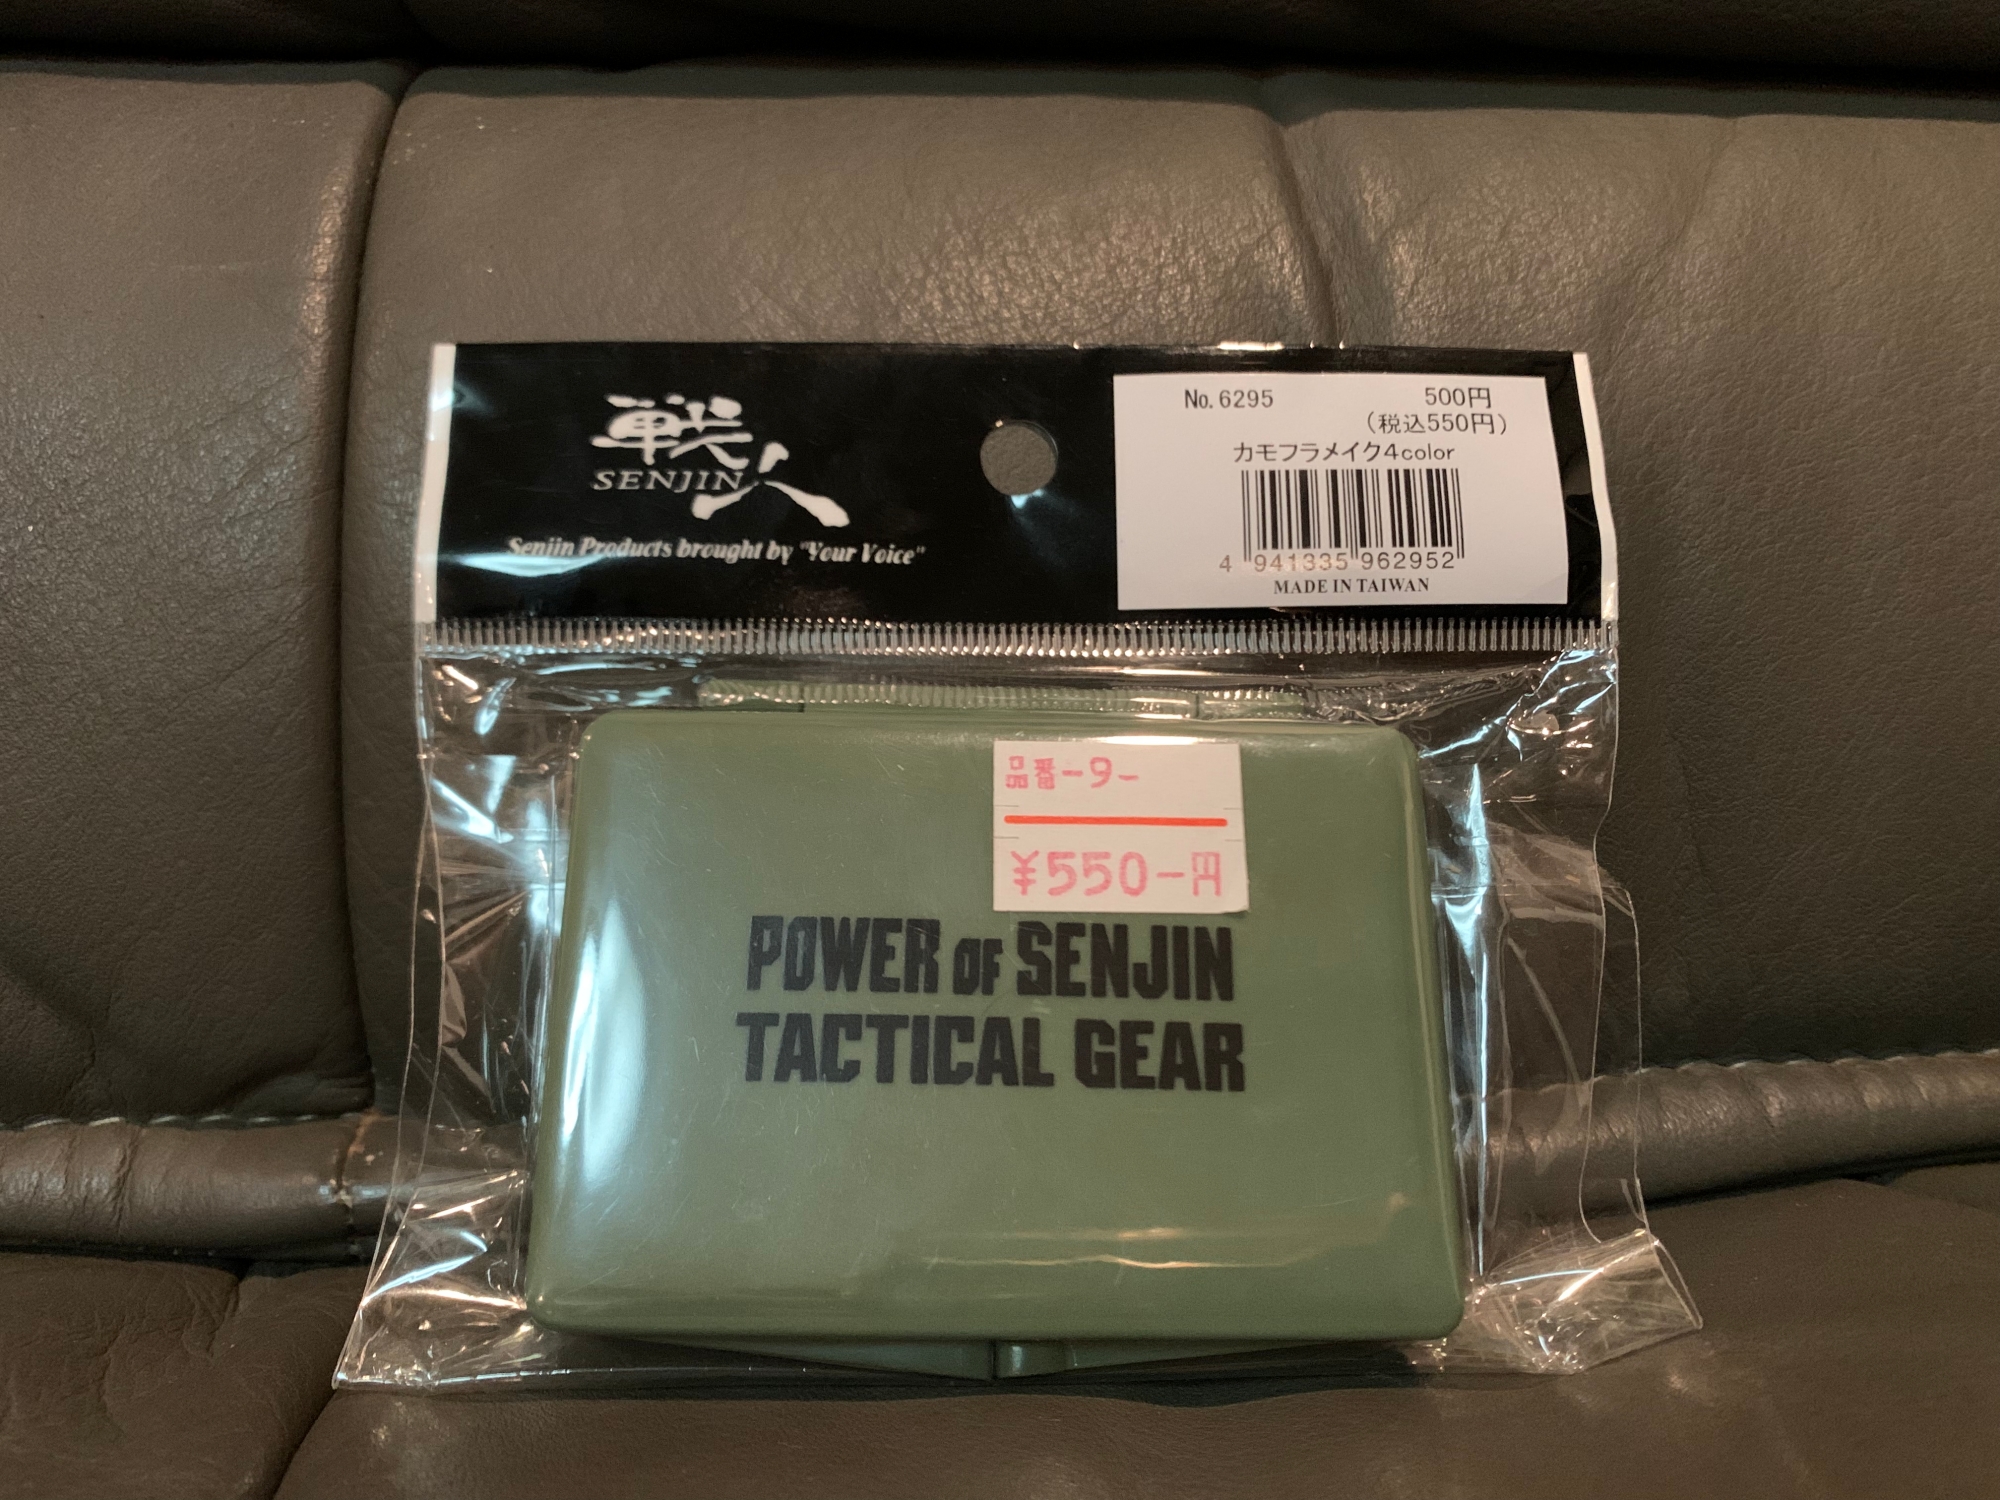 戦人
SENJIN
Senjin Products brought by "Your Voice"
No. 6295 500円
（税込550円）
カモフラメイク4color
4 941335 962952
MADE IN TAIWAN
品番-9-
¥550-円
POWER OF SENJIN
TACTICAL GEAR